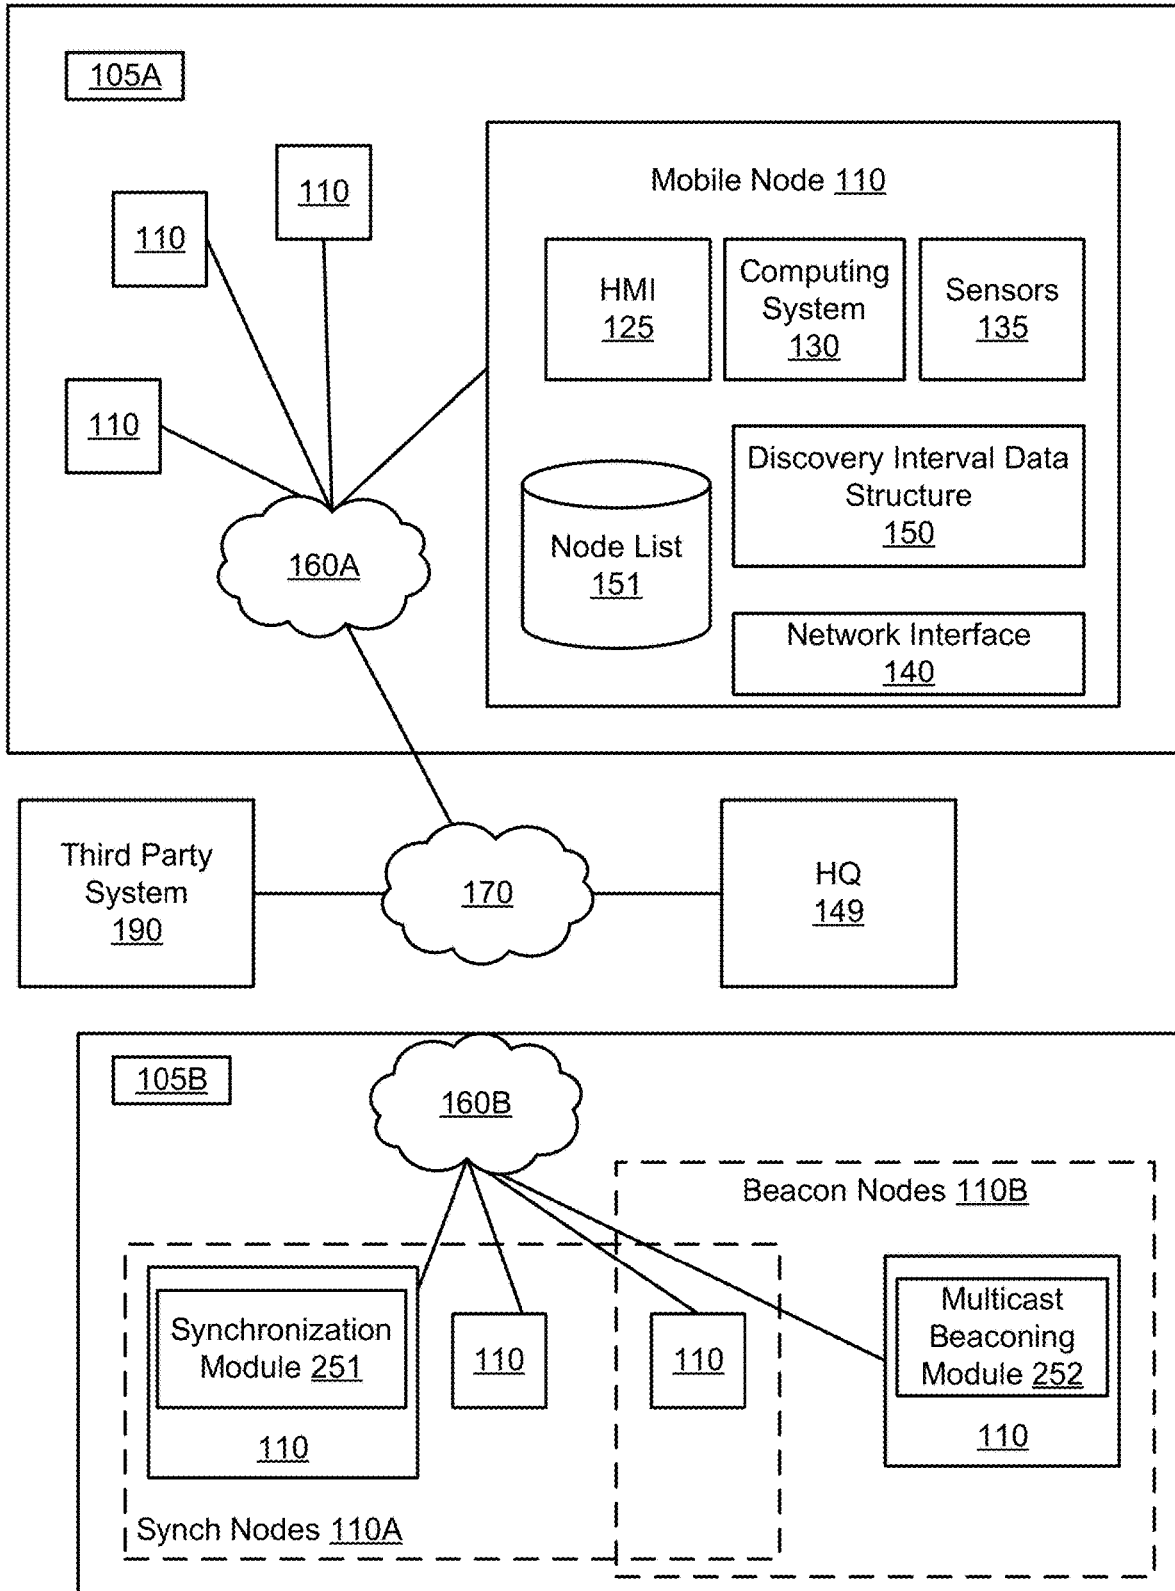 105A
110
110
110
Mobile Node 110
HMI
125
Computing
System
130
Sensors
135
Discovery Interval Data
Structure
150
Node List
151
Network Interface
140
160A
Third Party
System
190
170
HQ
149
105B
160B
Beacon Nodes 110B
Synchronization
Module 251
110
110
110
Multicast
Beaconing
Module 252
110
Synch Nodes 110A